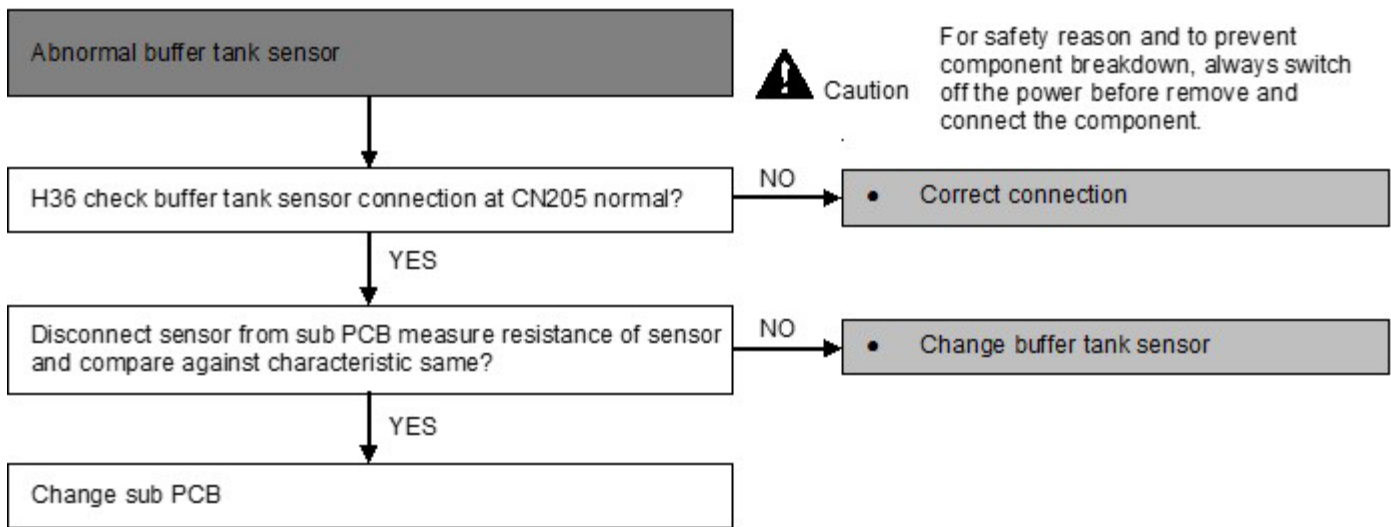 Abnormal buffer tank sensor
Caution
For safety reason and to prevent
component breakdown, always switch
off the power before remove and
connect the component.
H36 check buffer tank sensor connection at CN205 normal?
NO
• Correct connection
YES
Disconnect sensor from sub PCB measure resistance of sensor
and compare against characteristic same?
NO
• Change buffer tank sensor
YES
Change sub PCB